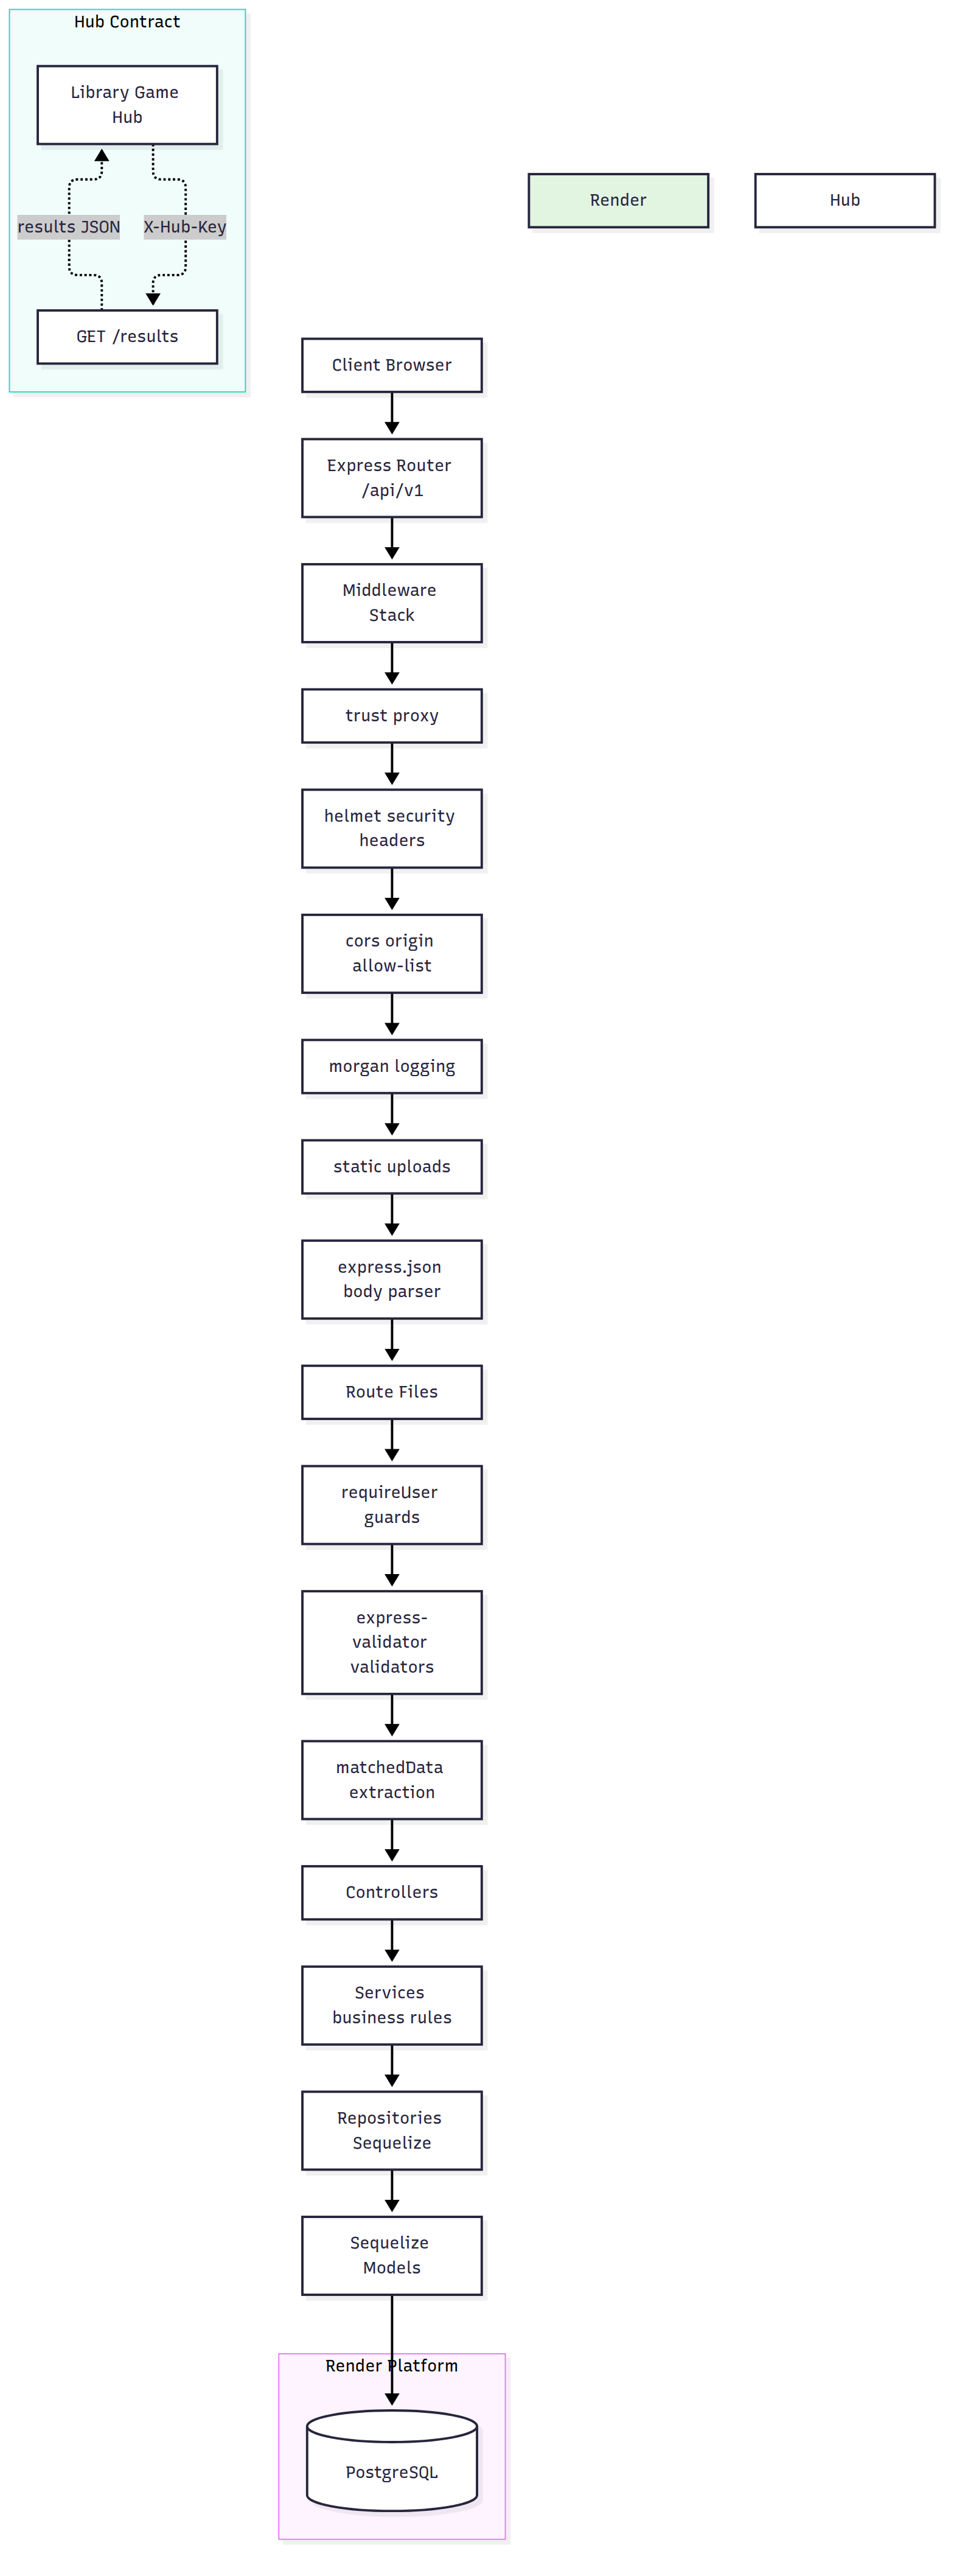 Hub Contract
Library Game
Hub
results JSON
X-Hub-Key
GET /results
Render
Hub
Client Browser
Express Router
/api/v1
Middleware
Stack
trust proxy
helmet security
headers
cors origin
allow-list
morgan logging
static uploads
express.json
body parser
Route Files
requireUser
guards
express-
validator
validators
matchedData
extraction
Controllers
Services
business rules
Repositories
Sequelize
Sequelize
Models
Render Platform
PostgreSQL